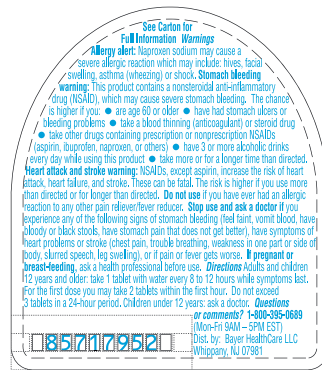 See Carton for
Full Information Warnings
Allergy alert: Naproxen sodium may cause a
severe allergic reaction which may include: hives, facial
swelling, asthma (wheezing) or shock. Stomach bleeding
warning: This product contains a nonsteroidal anti-inflammatory
drug (NSAID), which may cause severe stomach bleeding. The chance
is higher if you: ● are age 60 or older ● have had stomach ulcers or
bleeding problems ● take a blood thinning (anticoagulant) or steroid drug
● take other drugs containing prescription or nonprescription NSAIDs
(aspirin, ibuprofen, naproxen, or others) ● have 3 or more alcoholic drinks
every day while using this product ● take more or for a longer time than directed.
Heart attack and stroke warning: NSAIDs, except aspirin, increase the risk of heart
attack, heart failure, and stroke. These can be fatal. The risk is higher if you use more
than directed or for longer than directed. Do not use if you have ever had an allergic
reaction to any other pain reliever/fever reducer. Stop use and ask a doctor if you
experience any of the following signs of stomach bleeding (feel faint, vomit blood, have
bloody or black stools, have stomach pain that does not get better), have symptoms of
heart problems or stroke (chest pain, trouble breathing, weakness in one part or side of
body, slurred speech, leg swelling), or if pain or fever gets worse. If pregnant or
breast-feeding, ask a health professional before use. Directions Adults and children
12 years and older: take 1 tablet with water every 8 to 12 hours while symptoms last.
For the first dose you may take 2 tablets within the first hour. Do not exceed
3 tablets in a 24-hour period. Children under 12 years: ask a doctor. Questions
or comments? 1-800-395-0689
(Mon-Fri 9AM – 5PM EST)
Dist. by: Bayer HealthCare LLC
Whippany, NJ 07981
85717952